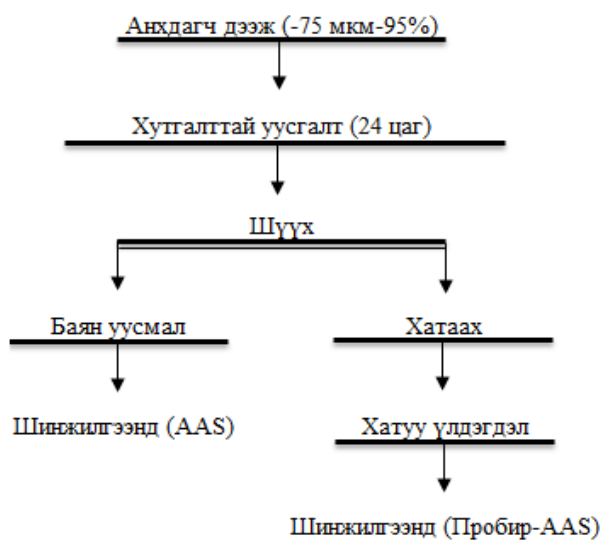 Анхдагч дээж (-75 мкм-95%)
Хутгалттай уусгалт (24 цаг)
Шүүх
Баян уусмал
Хатаах
Шинжилгээнд (AAS)
Хатуу үлдэгдэл
Шинжилгээнд (Пробир-AAS)